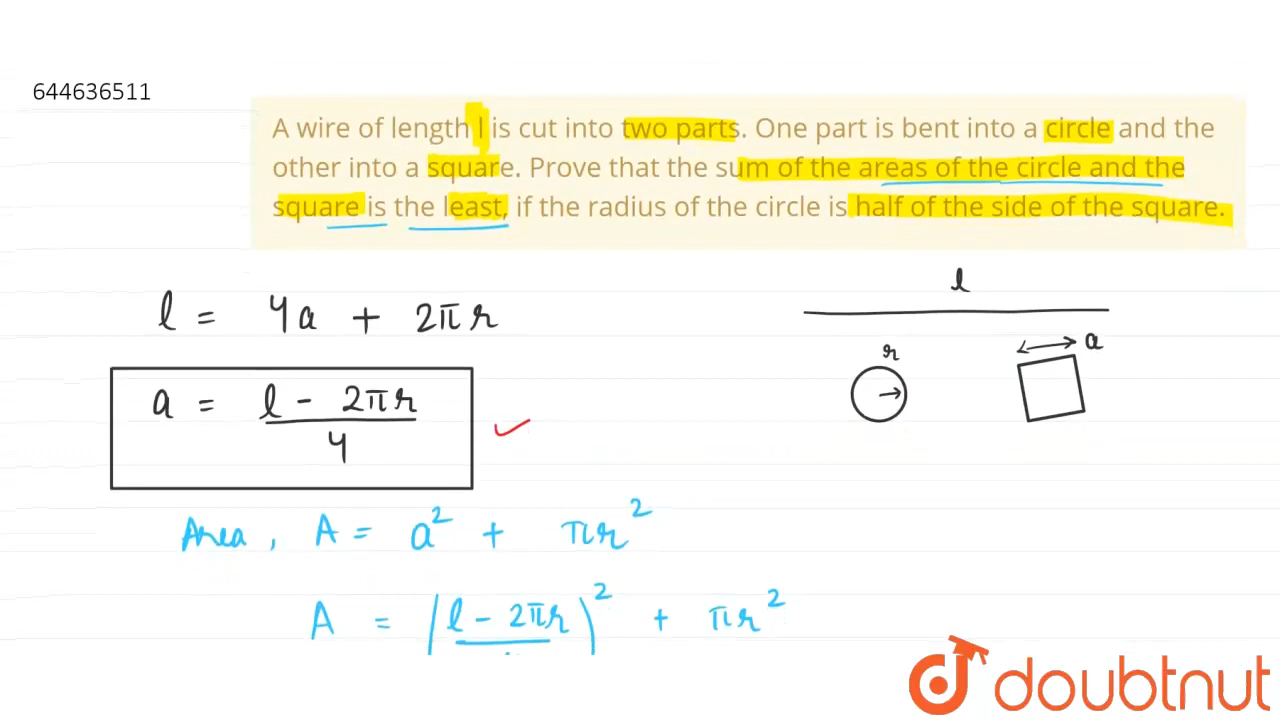 644636511
A wire of length l is cut into two parts. One part is bent into a circle and the
other into a square. Prove that the sum of the areas of the circle and the
square is the least, if the radius of the circle is half of the side of the square.
l
l = 4a + 2πr
r
a
a = l - 2πr
4
Area, A = a² + πr²
A = (l - 2πr)² + πr²
doubtnut